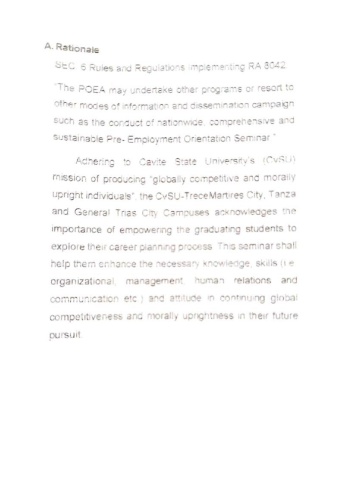 A. Rationale
SEC. 6 Rules and Regulations Implementing RA 8042
"The POEA may undertake other programs or resort to
other modes of information and dissemination campaign
such as the conduct of nationwide, comprehensive and
sustainable Pre- Employment Orientation Seminar."
Adhering to Cavite State University's (CvSU)
mission of producing "globally competitive and morally
upright individuals", the CvSU-TreceMartires City, Tanza
and General Trias City Campuses acknowledges the
importance of empowering the graduating students to
explore their career planning process. This seminar shall
help them enhance the necessary knowledge, skills (i.e.
organizational, management, human relations and
communication etc.) and attitude in continuing global
competitiveness and morally uprightness in their future
pursuit.